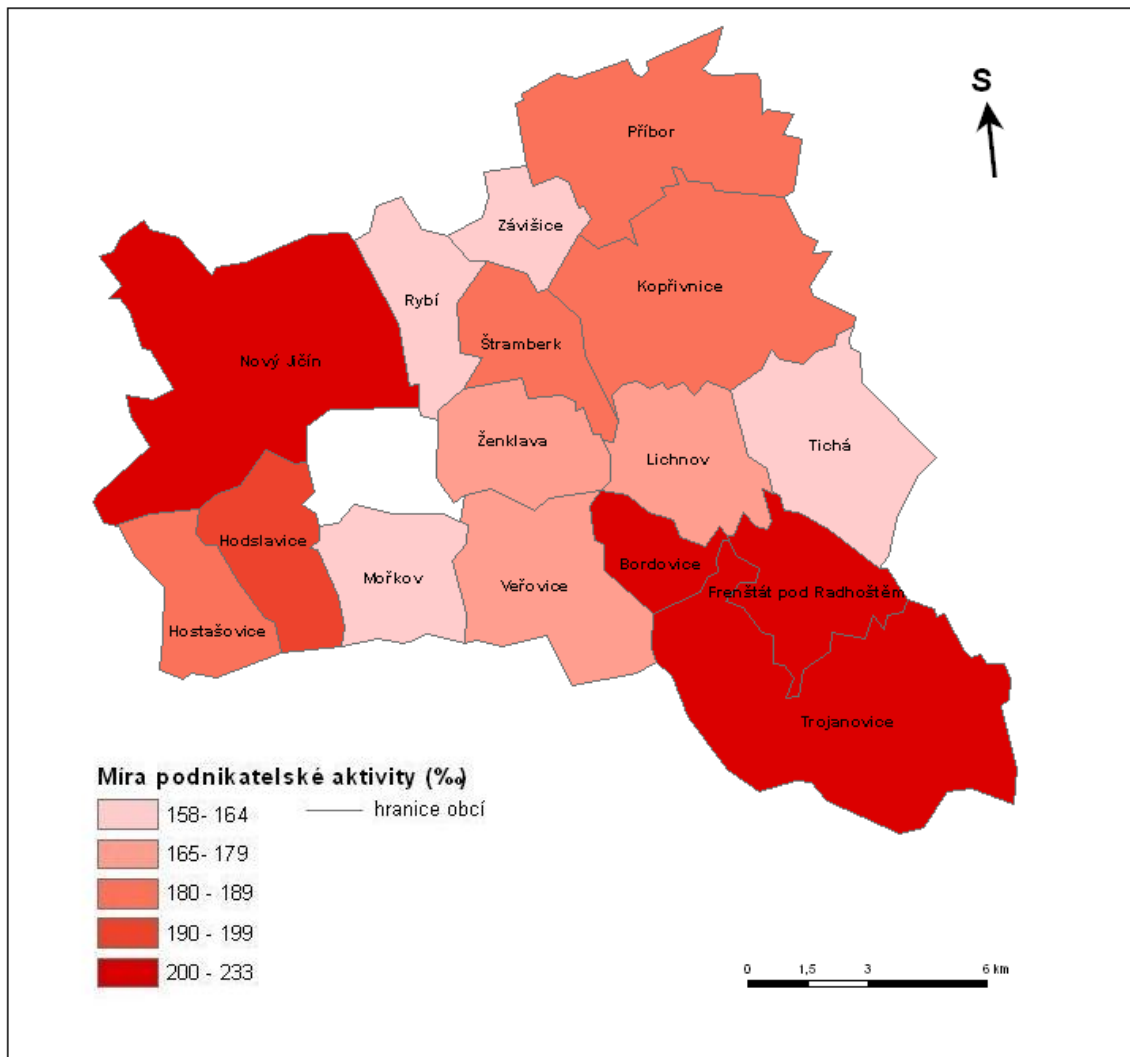 S
Příbor
Závišice
Kopřivnice
Rybí
Štramberk
Nový Jičín
Ženklava
Lichnov
Tichá
Hodslavice
Mořkov
Veřovice
Bordovice
Frenštát pod Radhoštěm
Hostašovice
Trojanovice
Míra podnikatelské aktivity (‰)
158- 164
hranice obcí
165- 179
180 - 189
190 - 199
200 - 233
0 1,5 3 6 km